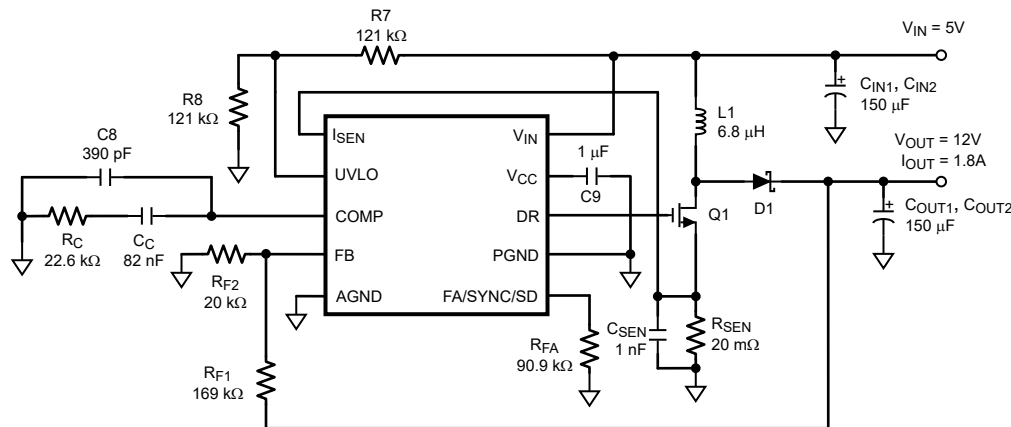 R7
121 kΩ
V_IN = 5V
R8
121 kΩ
C_IN1, C_IN2
150 µF
L1
6.8 µH
C8
390 pF
I_SEN
V_IN
1 µF
V_OUT = 12V
I_OUT = 1.8A
UVLO
V_CC
C9
D1
COMP
DR
Q1
C_OUT1, C_OUT2
150 µF
R_C
22.6 kΩ
C_C
82 nF
FB
PGND
R_F2
20 kΩ
AGND
FA/SYNC/SD
C_SEN
1 nF
R_SEN
20 mΩ
R_FA
90.9 kΩ
R_F1
169 kΩ
+
+